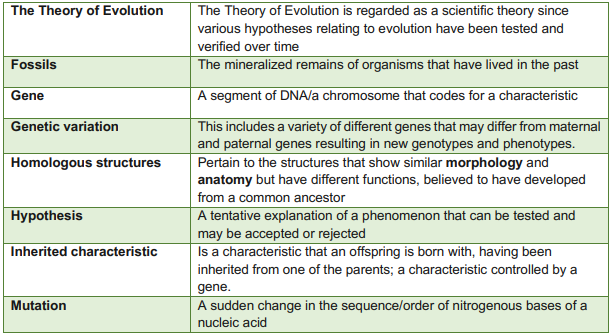 The Theory of Evolution
The Theory of Evolution is regarded as a scientific theory since
various hypotheses relating to evolution have been tested and
verified over time
Fossils
The mineralized remains of organisms that have lived in the past
Gene
A segment of DNA/a chromosome that codes for a characteristic
Genetic variation
This includes a variety of different genes that may differ from maternal
and paternal genes resulting in new genotypes and phenotypes.
Homologous structures
Pertain to the structures that show similar morphology and
anatomy but have different functions, believed to have developed
from a common ancestor
Hypothesis
A tentative explanation of a phenomenon that can be tested and
may be accepted or rejected
Inherited characteristic
Is a characteristic that an offspring is born with, having been
inherited from one of the parents; a characteristic controlled by a
gene.
Mutation
A sudden change in the sequence/order of nitrogenous bases of a
nucleic acid